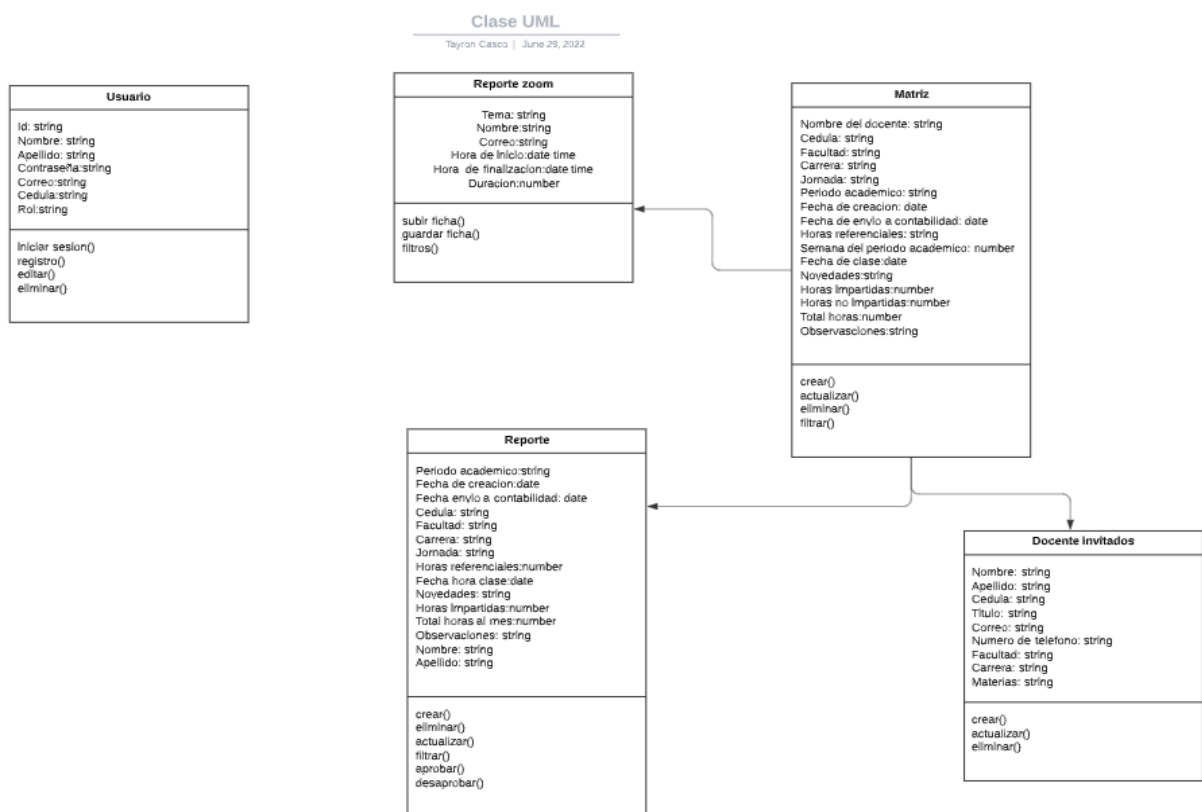 Clase UML
Tayron Casco | June 29, 2022
Usuario
Id: string
Nombre: string
Apellido: string
Contraseña:string
Correo:string
Cedula:string
Rol:string
Iniciar sesion()
registro()
editar()
eliminar()
Reporte zoom
Tema: string
Nombre:string
Correo:string
Hora de inicio:date time
Hora de finalizacion:date time
Duracion:number
subir ficha()
guardar ficha()
filtros()
Matriz
Nombre del docente: string
Cedula: string
Facultad: string
Carrera: string
Jornada: string
Periodo academico: string
Fecha de creacion: date
Fecha de envio a contabilidad: date
Horas referenciales: string
Semana del periodo academico: number
Fecha de clase:date
Novedades:string
Horas impartidas:number
Horas no impartidas:number
Total horas:number
Observasciones:string
crear()
actualizar()
eliminar()
filtrar()
Reporte
Periodo academico:string
Fecha de creacion:date
Fecha envio a contabilidad: date
Cedula: string
Facultad: string
Carrera: string
Jornada: string
Horas referenciales:number
Fecha hora clase:date
Novedades: string
Horas impartidas:number
Total horas al mes:number
Observaciones: string
Nombre: string
Apellido: string
crear()
eliminar()
actualizar()
filtrar()
aprobar()
desaprobar()
Docente invitados
Nombre: string
Apellido: string
Cedula: string
Titulo: string
Correo: string
Numero de telefono: string
Facultad: string
Carrera: string
Materias: string
crear()
actualizar()
eliminar()